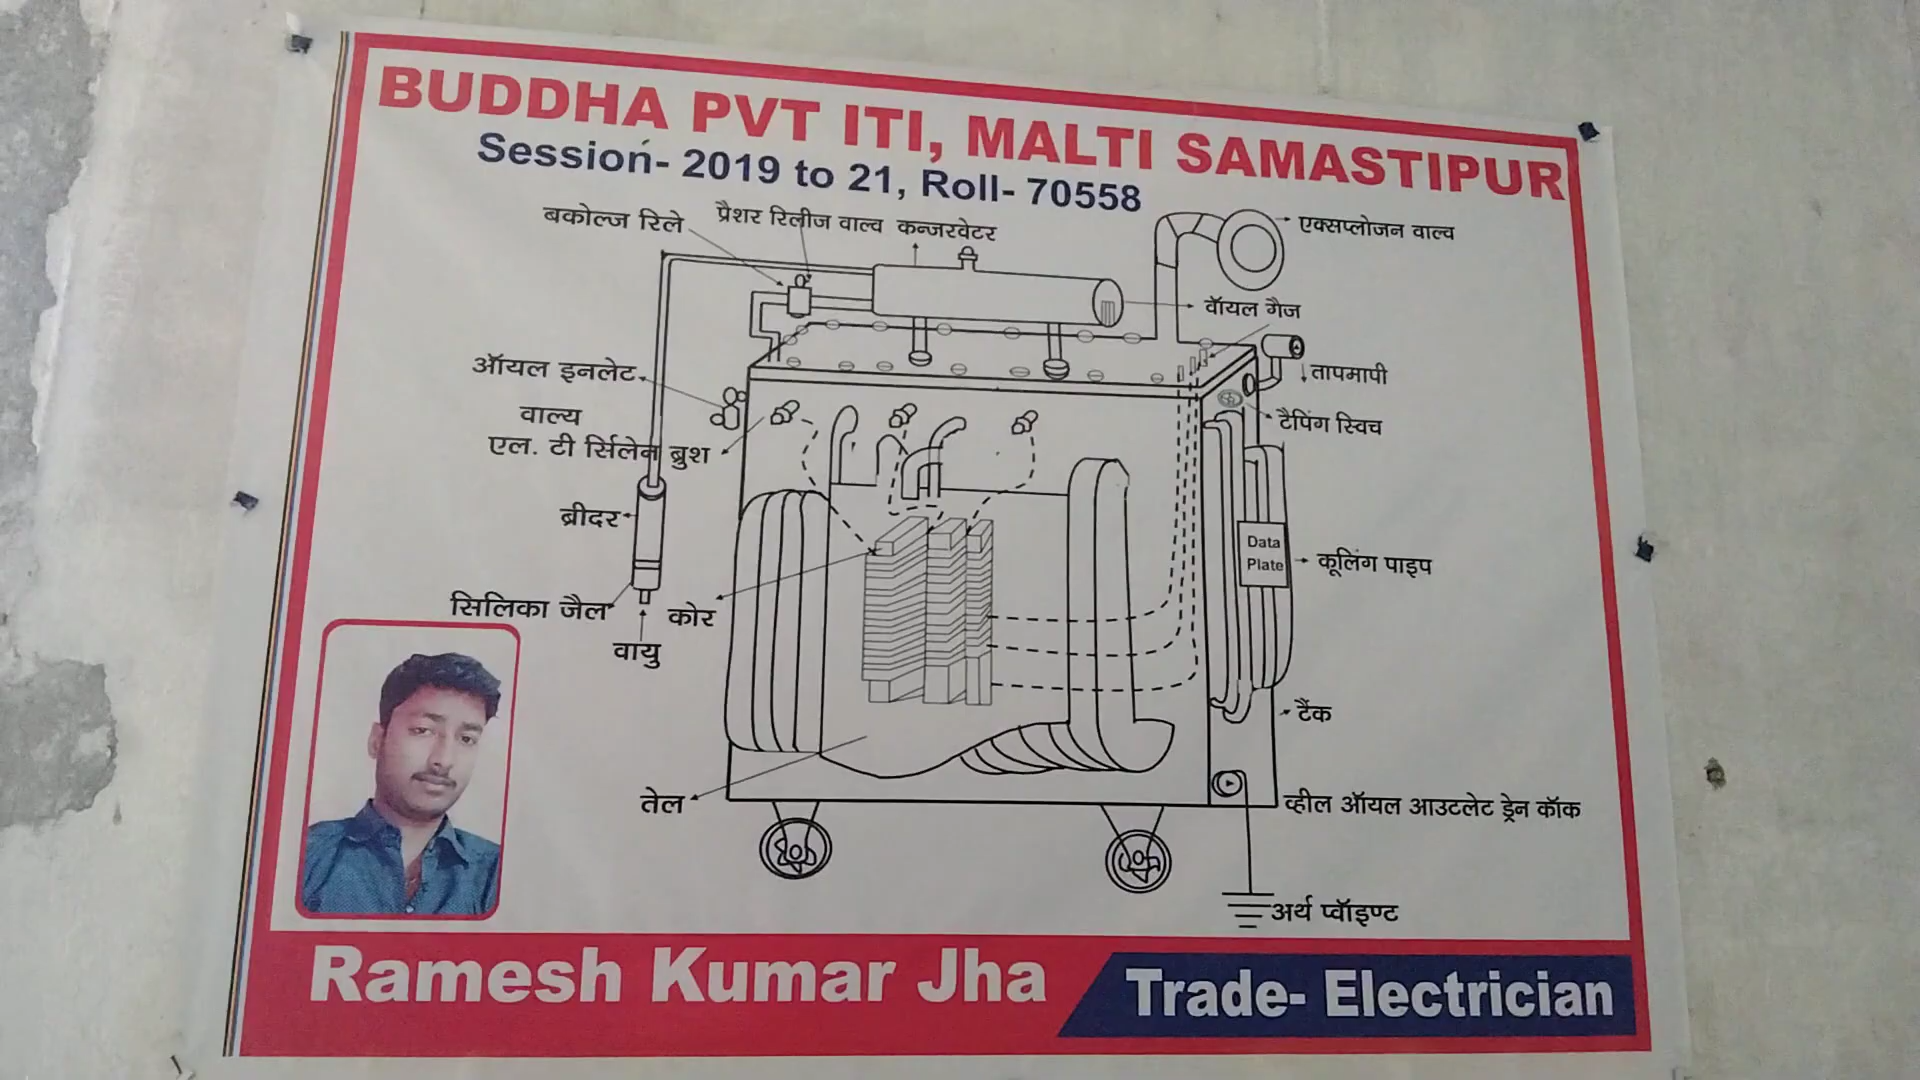 BUDDHA PVT ITI, MALTI SAMASTIPUR
Session- 2019 to 21, Roll- 70558
बकोल्ज रिले
प्रैशर रिलीज वाल्व
कन्जरवेटर
एक्सप्लोजन वाल्व
वॉयल गैज
ऑयल इनलेट
वाल्य
तापमापी
टैपिंग स्विच
एल. टी र्सिलेन ब्रुश
ब्रीदर
Data
Plate
कूलिंग पाइप
सिलिका जैल
कोर
वायु
टैंक
तेल
व्हील ऑयल आउटलेट ड्रेन कॉक
अर्थ प्वॉइण्ट
Ramesh Kumar Jha
Trade- Electrician